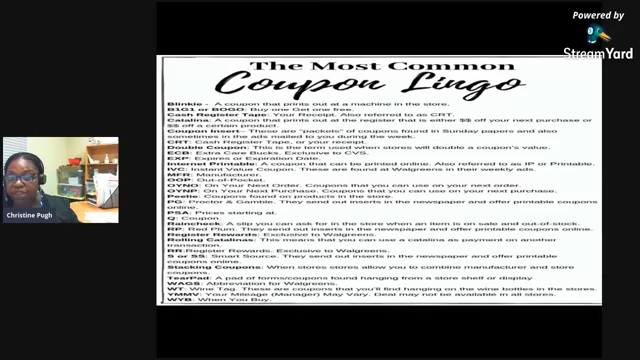 Powered by
StreamYard
The Most Common
Coupon Lingo
Blinkie - A coupon that prints out at a machine in the store.
B1G1 or BOGO: Buy one Get one free.
Cash Register Tape: Your Receipt. Also referred to as CRT.
Catalina: A coupon that prints out at the register that is either $$ off your next purchase or
$$ off a certain product.
Coupon Insert- These are "packets" of coupons found in Sunday papers and also
sometimes in the ads mailed to you during the week.
CRT: Cash Register Tape, or your receipt.
Double Coupon: This is the term used when stores will double a coupon's value.
ECB: Extra Care Bucks. Exclusive to CVS.
EXP: Expires or Expiration Date.
Internet Printable: A coupon that can be printed online. Also referred to as IP or Printable.
IVC: Instant Value Coupon. These are found at Walgreens in their weekly ads.
MFR: Manufacturer.
OOP: Out-of-Pocket.
OYNO: On Your Next Order. Coupons that you can use on your next order.
OYNP: On Your Next Purchase. Coupons that you can use on your next purchase.
Peelie: Coupons found on products in the store.
PG: Procter & Gamble. They send out inserts in the newspaper and offer printable coupons
online.
PSA: Prices starting at.
Q: Coupon.
Raincheck: A slip you can ask for in the store when an item is on sale and out-of-stock.
RP: Red Plum. They send out inserts in the newspaper and offer printable coupons online.
Register Rewards: Exclusive to Walgreens.
Rolling Catalinas: This means that you can use a catalina as payment on another
transaction.
RR: Register Rewards. Exclusive to Walgreens.
S or SS: Smart Source. They send out inserts in the newspaper and offer printable
coupons online.
Stacking Coupons: When stores allow you to combine manufacturer and store
coupons.
TearPad: A pad of forms/coupons found hanging from a store shelf or display
WAGS: Abbreviation for Walgreens.
WT: Wine Tag. These are coupons that you'll find hanging on the wine bottles in the stores.
YMMV: Your Mileage (Manager) May Vary. Deal may not be available in all stores.
WYB: When You Buy.
Christine Pugh